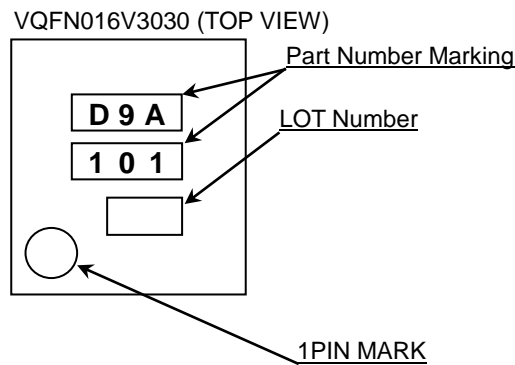 VQFN016V3030 (TOP VIEW)
Part Number Marking
D 9 A
LOT Number
1 0 1
1PIN MARK